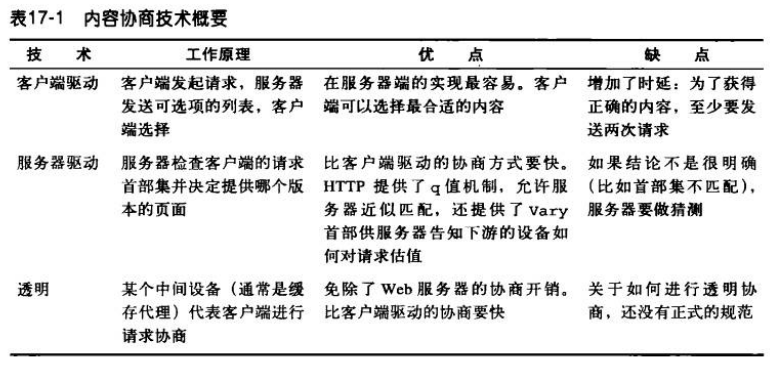 表17-1 内容协商技术概要
技 术 工作原理 优 点 缺 点
客户端驱动 客户端发起请求，服务器 在服务器端的实现最容易。客户 增加了时延：为了获得
发送可选项的列表，客户 端可以选择最合适的内容 正确的内容，至少要发
端选择 送两次请求
服务器驱动 服务器检查客户端的请求 比客户端驱动的协商方式要快。 如果结论不是很明确
首部集并决定提供哪个版 HTTP 提供了 q 值机制，允许服 （比如首部集不匹配），
本的页面 务器近似匹配，还提供了 Vary 服务器要做猜测
首部供服务器告知下游的设备如
何对请求估值
透明 某个中间设备（通常是缓 免除了 Web 服务器的协商开销。 关于如何进行透明协
存代理）代表客户端进行 比客户端驱动的协商要快 商，还没有正式的规范
请求协商